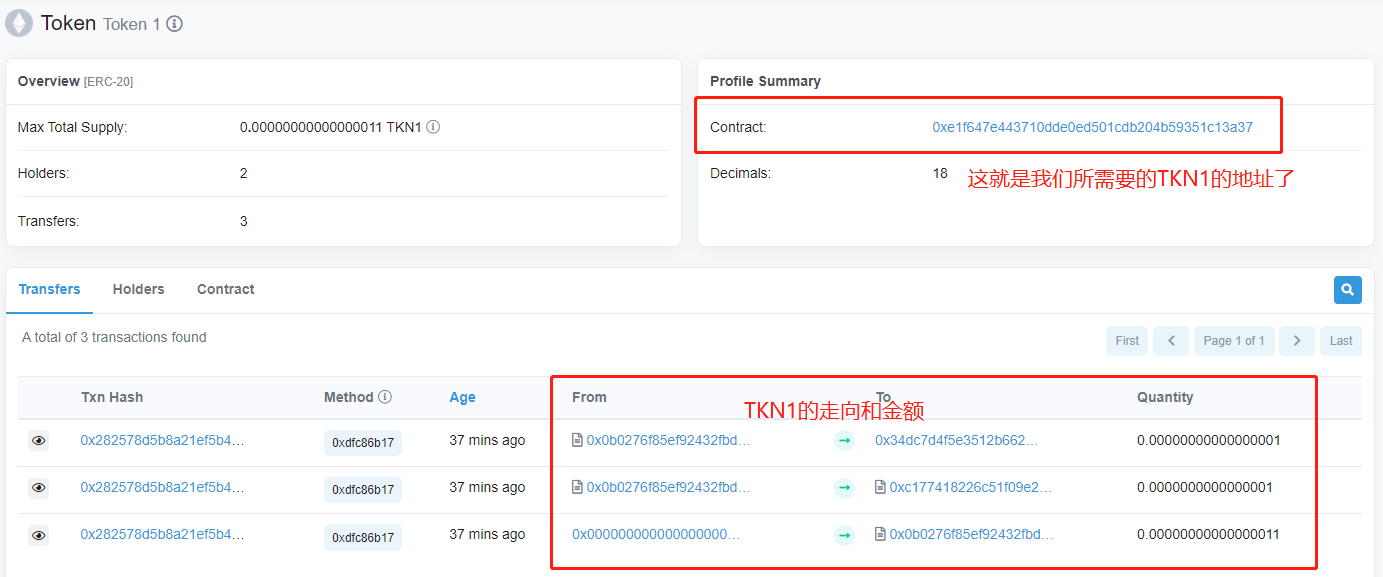 Token Token 1
Overview [ERC-20]
Max Total Supply: 0.00000000000000011 TKN1
Holders: 2
Transfers: 3
Profile Summary
Contract: 0xe1f647e443710dde0ed501cdb204b59351c13a37
Decimals: 18
这就是我们所需要的TKN1的地址了
Transfers Holders Contract
A total of 3 transactions found
First Page 1 of 1 Last
Txn Hash Method Age From To Quantity
TKN1的走向和金额
0x282578d5b8a21ef5b4... 0xdfc86b17 37 mins ago 0x0b0276f85ef92432fbd... 0x34dc7d4f5e3512b662... 0.00000000000000001
0x282578d5b8a21ef5b4... 0xdfc86b17 37 mins ago 0x0b0276f85ef92432fbd... 0xc177418226c51f09e2... 0.0000000000000001
0x282578d5b8a21ef5b4... 0xdfc86b17 37 mins ago 0x000000000000000000... 0x0b0276f85ef92432fbd... 0.00000000000000011